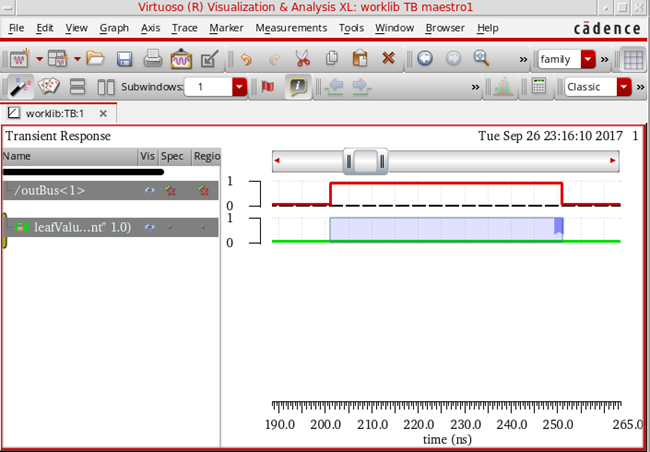 Virtuoso (R) Visualization & Analysis XL: worklib TB maestro1
File Edit View Graph Axis Trace Marker Measurements Tools Window Browser Help cādence
» family »
Subwindows: 1 » Classic »
worklib:TB:1
Transient Response Tue Sep 26 23:16:10 2017 1
Name Vis Spec Regio
/outBus<1> 1
0
leafValu...nt" 1.0) 1
0
190.0 200.0 210.0 220.0 230.0 240.0 250.0 265.0
time (ns)